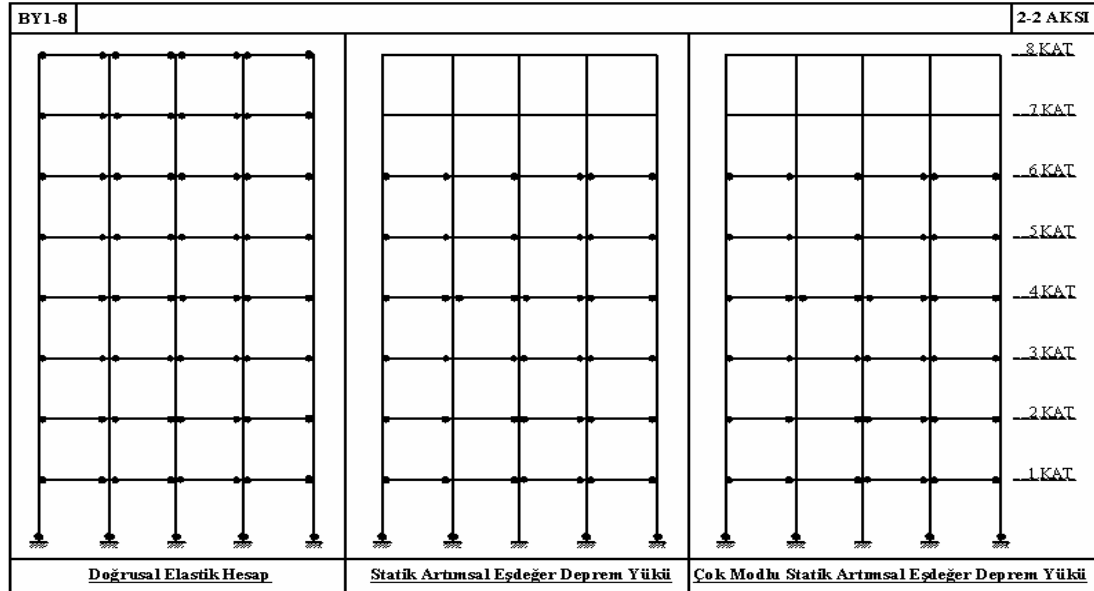 BY1-8
2-2 AKSI
8 KAT
7 KAT
6 KAT
5 KAT
4 KAT
3 KAT
2 KAT
1 KAT
Doğrusal Elastik Hesap
Statik Artımsal Eşdeğer Deprem Yükü
Çok Modlu Statik Artımsal Eşdeğer Deprem Yükü